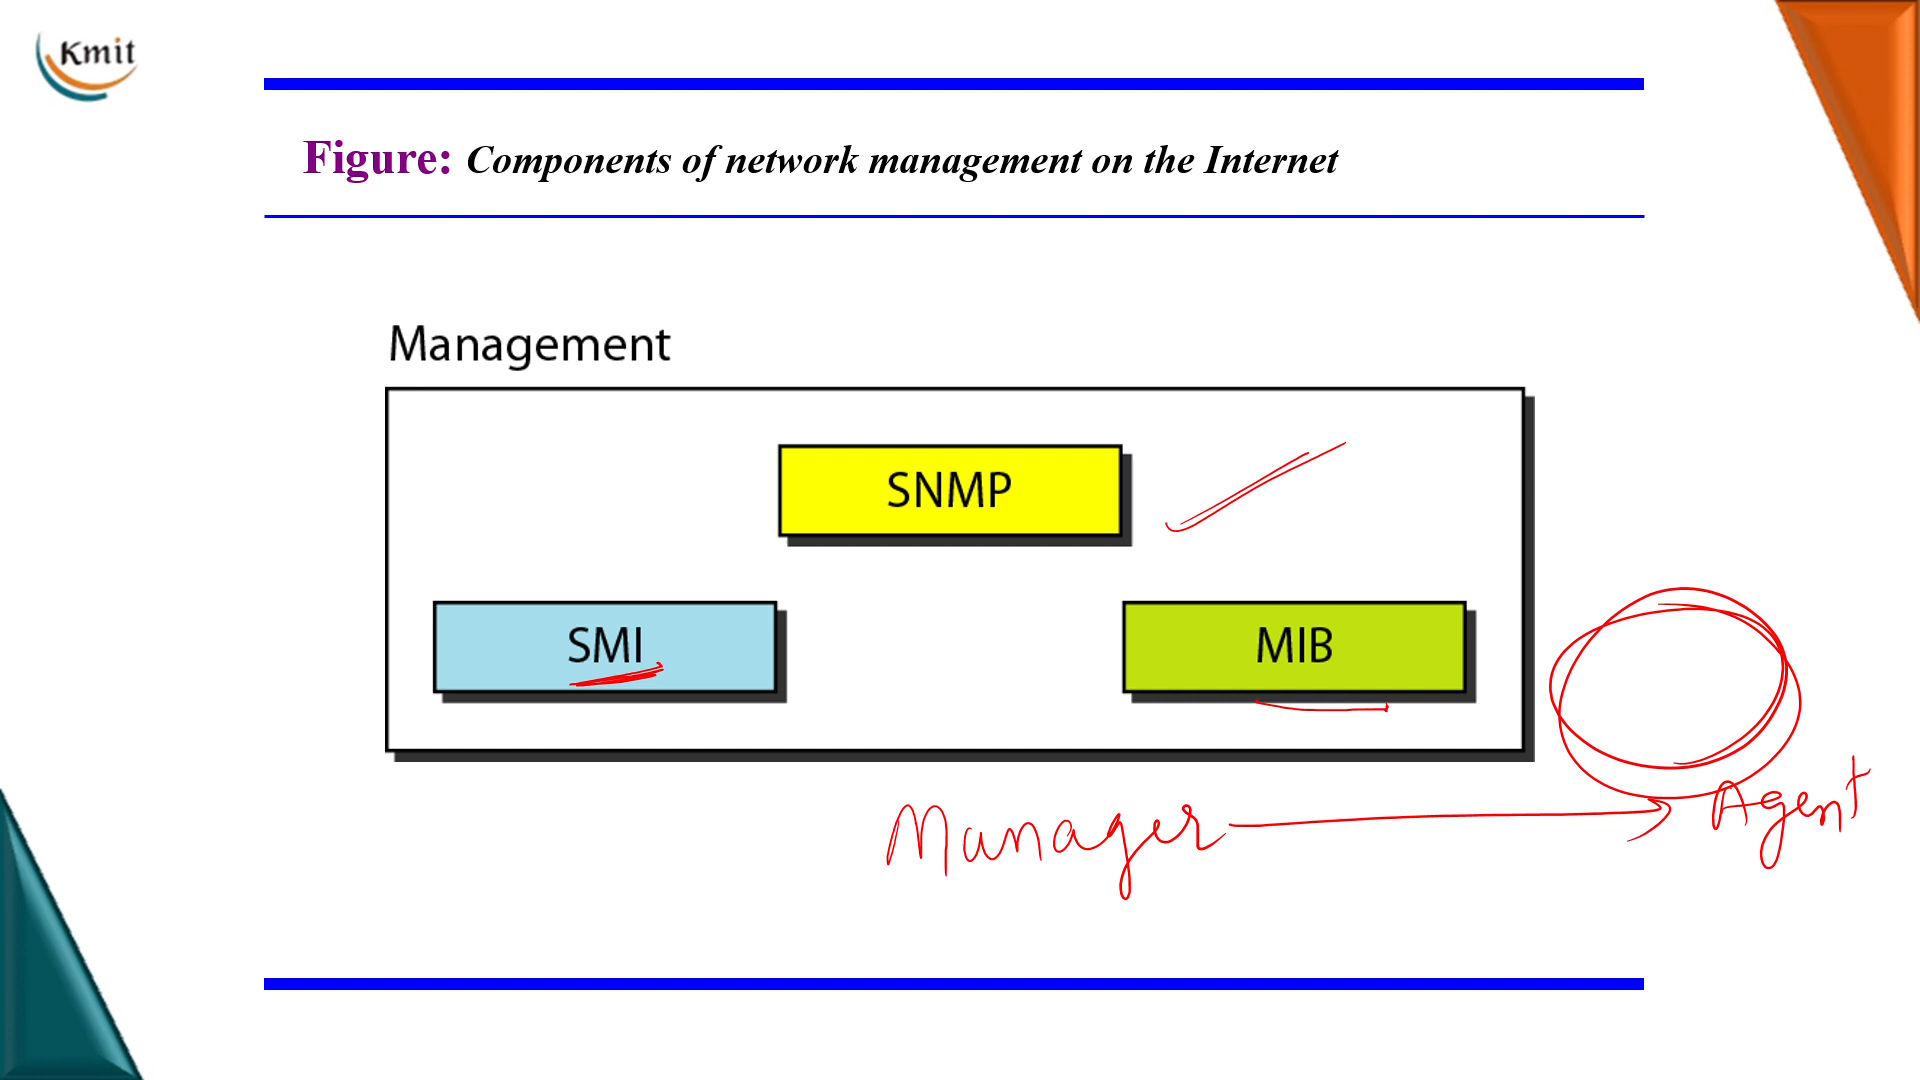 Kmit
Figure: Components of network management on the Internet
Management
SNMP
SMI
MIB
Manager
Agent